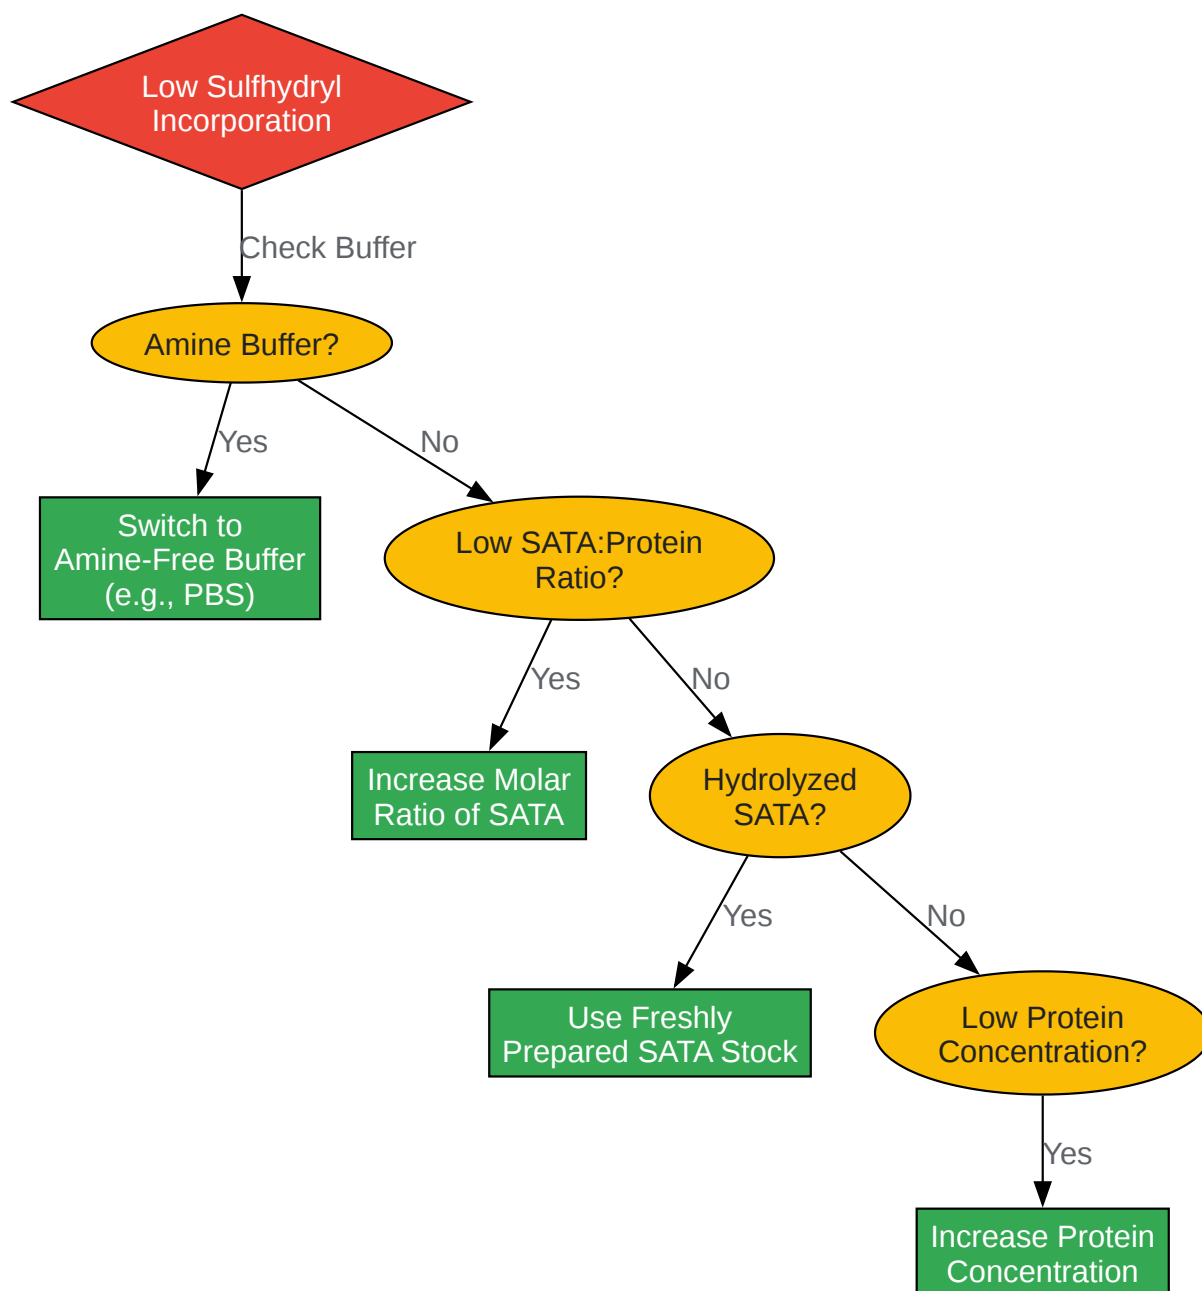 Low Sulfhydryl
Incorporation
Check Buffer
Amine Buffer?
Yes
No
Switch to
Amine-Free Buffer
(e.g., PBS)
Low SATA:Protein
Ratio?
Yes
No
Increase Molar
Ratio of SATA
Hydrolyzed
SATA?
Yes
No
Use Freshly
Prepared SATA Stock
Low Protein
Concentration?
Yes
Increase Protein
Concentration